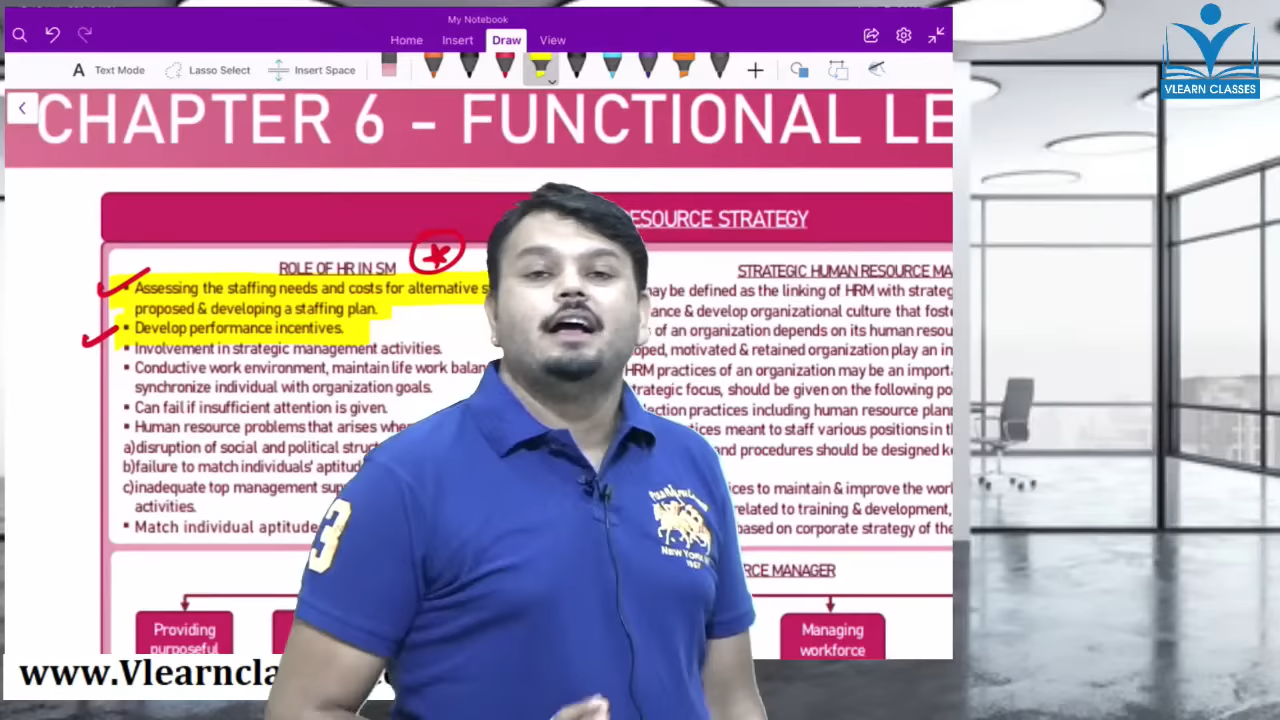 My Notebook
Home Insert Draw View
VLEARN CLASSES
A Text Mode Lasso Select Insert Space
CHAPTER 6 - FUNCTIONAL LE
ESOURCE STRATEGY
ROLE OF HR IN SM
▪ Assessing the staffing needs and costs for alternative s
proposed & developing a staffing plan.
▪ Develop performance incentives.
▪ Involvement in strategic management activities.
▪ Conductive work environment, maintain life work balan
synchronize individual with organization goals.
▪ Can fail if insufficient attention is given.
▪ Human resource problems that arises whe
a)disruption of social and political struct
b)failure to match individuals' aptitud
c)inadequate top management sup
activities.
▪ Match individual aptitude
STRATEGIC HUMAN RESOURCE MA
may be defined as the linking of HRM with strateg
ance & develop organizational culture that foste
of an organization depends on its human resou
oped, motivated & retained organization play an in
HRM practices of an organization may be an importa
trategic focus, should be given on the following po
lection practices including human resource plann
tices meant to staff various positions in th
and procedures should be designed ke
ices to maintain & improve the work
related to training & development,
based on corporate strategy of the
RCE MANAGER
Providing
purposeful
Managing
workforce
www.Vlearncla
3
NEW YORK
1967